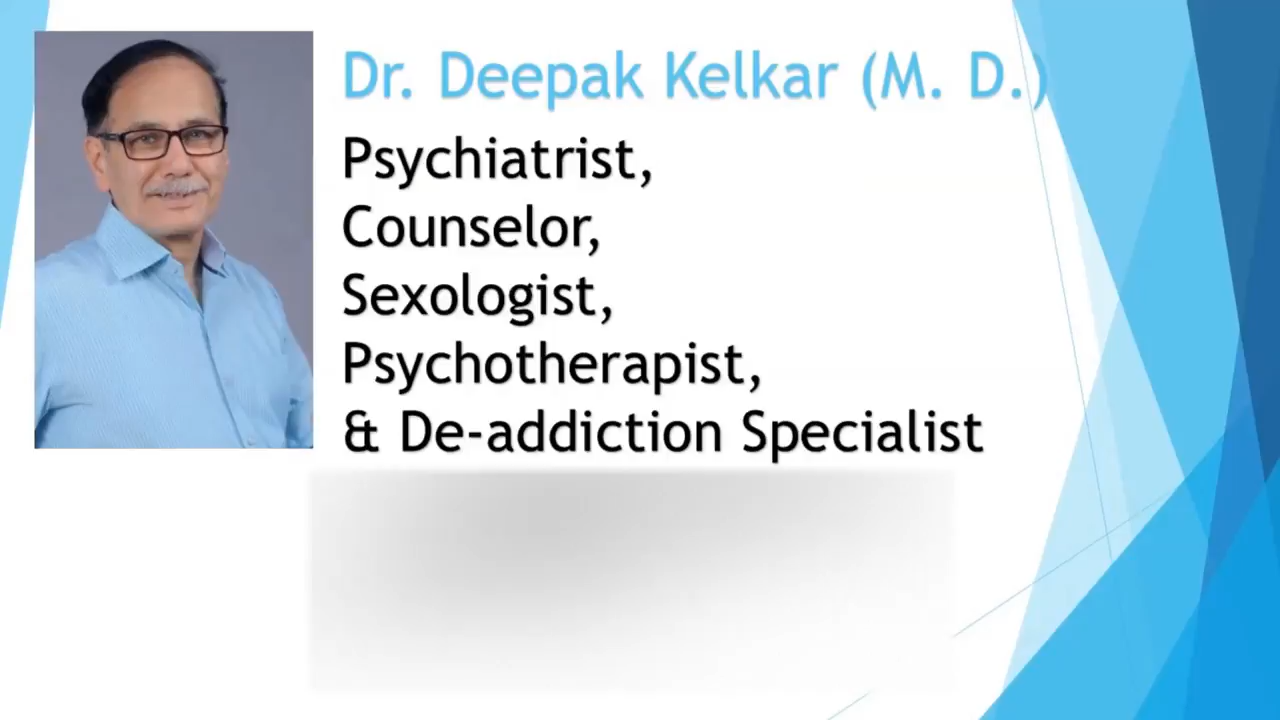 Dr. Deepak Kelkar (M. D.)
Psychiatrist,
Counselor,
Sexologist,
Psychotherapist,
& De-addiction Specialist